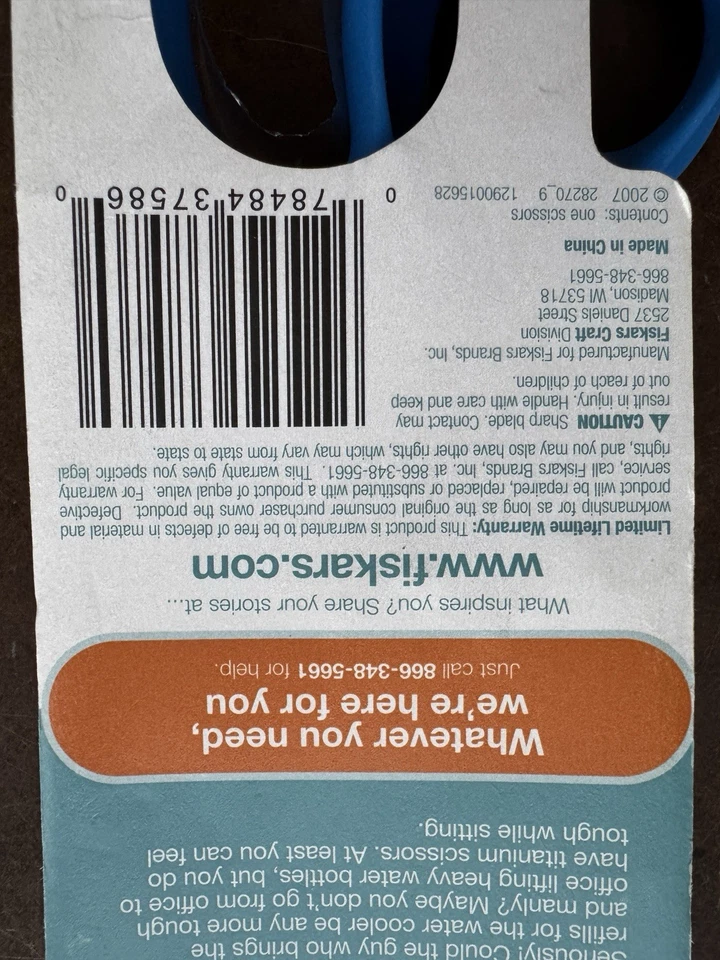 Seriously! Could the guy who brings the
refills for the water cooler be any more tough
and manly? Maybe you don't go from office to
office lifting heavy water bottles, but you do
have titanium scissors. At least you can feel
tough while sitting.
Whatever you need,
we're here for you
Just call 866-348-5661 for help.
What inspires you? Share your stories at...
www.fiskars.com
Limited Lifetime Warranty: This product is warranted to be free of defects in material and
workmanship for as long as the original consumer purchaser owns the product. Defective
product will be repaired, replaced or substituted with a product of equal value. For warranty
service, call Fiskars Brands, Inc. at 866-348-5661. This warranty gives you specific legal
rights, and you may also have other rights, which may vary from state to state.
⚠ CAUTION Sharp blade. Contact may
result in injury. Handle with care and keep
out of reach of children.
Manufactured for Fiskars Brands, Inc.
Fiskars Craft Division
2537 Daniels Street
Madison, WI 53718
866-348-5661
Made in China
Contents: one scissors
© 2007 28270_9 1290015628
0 78484 37586 0